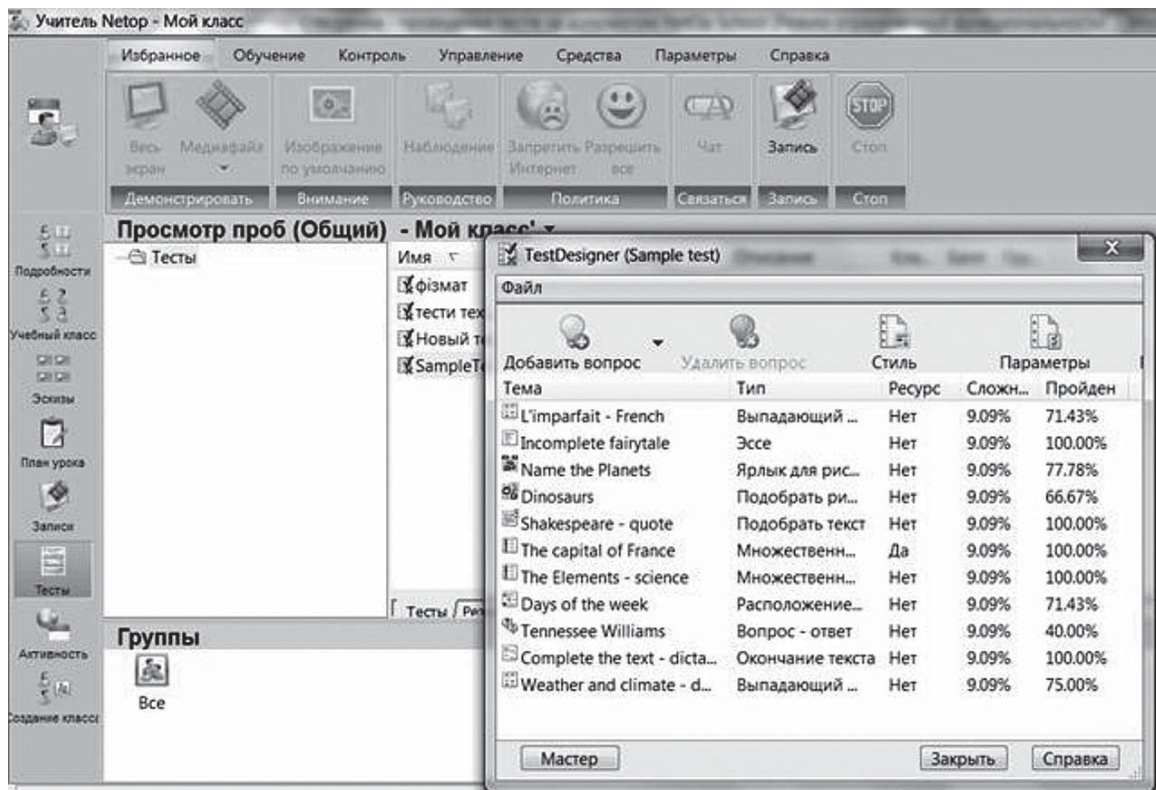 Учитель Netop - Мой класс
Избранное Обучение Контроль Управление Средства Параметры Справка
Весь экран Медиафайл Изображение по умолчанию Наблюдение Запретить Интернет Разрешить все Чат Запись STOP Стоп
Демонстрировать Внимание Руководство Политика Связаться Запись Стоп
Подробности
Учебный класс
Эскизы
План урока
Записи
Тесты
Активность
Создание класса
Просмотр проб (Общий) - Мой класс'
Тесты
Имя
фізмат
тести тех
Новый те
SampleTe
Тесты Рез
Группы
Все
TestDesigner (Sample test)
Файл
Добавить вопрос Удалить вопрос Стиль Параметры
Тема Тип Ресурс Сложн... Пройден
L'imparfait - French Выпадающий ... Нет 9.09% 71.43%
Incomplete fairytale Эссе Нет 9.09% 100.00%
Name the Planets Ярлык для рис... Нет 9.09% 77.78%
Dinosaurs Подобрать ри... Нет 9.09% 66.67%
Shakespeare - quote Подобрать текст Нет 9.09% 100.00%
The capital of France Множественн... Да 9.09% 100.00%
The Elements - science Множественн... Нет 9.09% 100.00%
Days of the week Расположение... Нет 9.09% 71.43%
Tennessee Williams Вопрос - ответ Нет 9.09% 40.00%
Complete the text - dicta... Окончание текста Нет 9.09% 100.00%
Weather and climate - d... Выпадающий ... Нет 9.09% 75.00%
Мастер Закрыть Справка